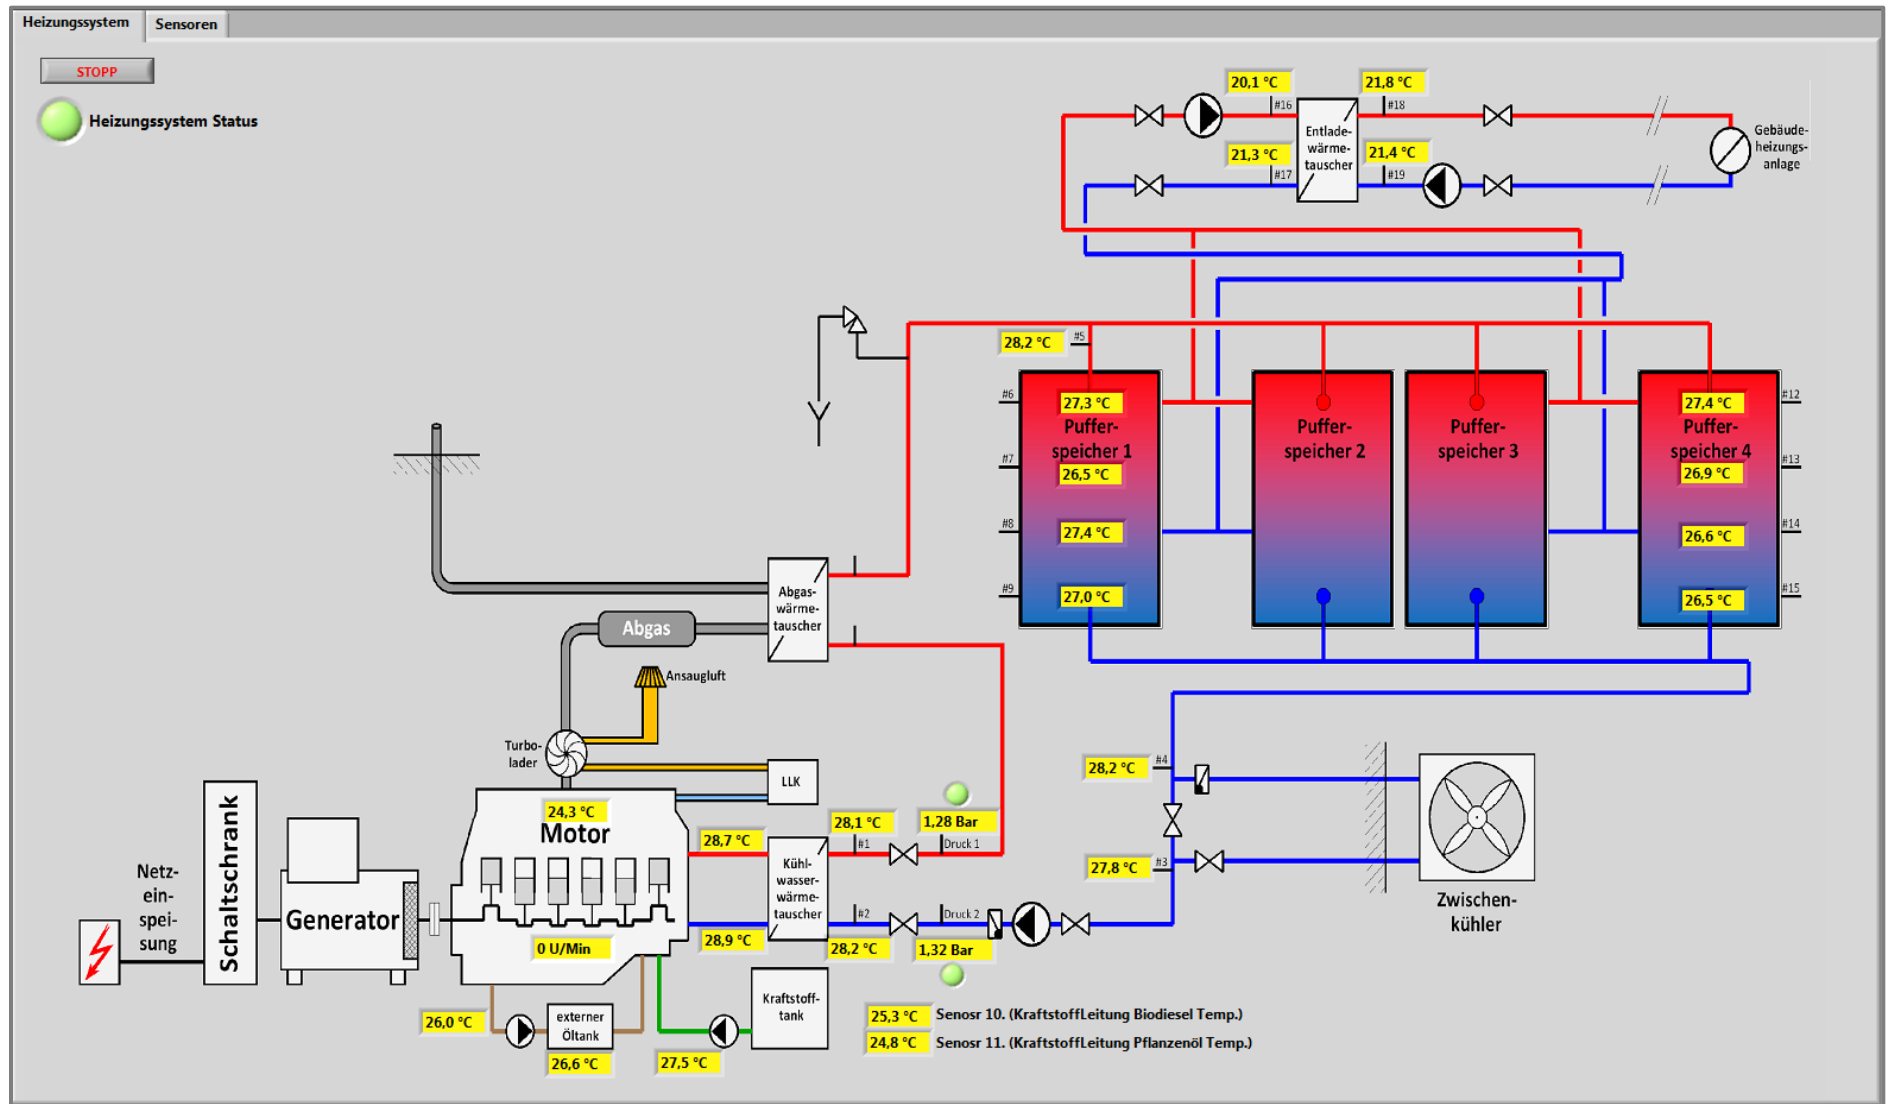 Heizungssystem
Sensoren
STOPP
Heizungssystem Status
20,1 °C
21,8 °C
#16
#18
Entlade-
wärme-
tauscher
21,3 °C
21,4 °C
#17
#19
Gebäude-
heizungs-
anlage
28,2 °C
#5
#6
27,3 °C
Puffer-
speicher 1
#7
26,5 °C
#8
27,4 °C
#9
27,0 °C
Puffer-
speicher 2
Puffer-
speicher 3
27,4 °C
#12
Puffer-
speicher 4
#13
26,9 °C
#14
26,6 °C
#15
26,5 °C
Abgas-
wärme-
tauscher
Abgas
Ansaugluft
Turbo-
lader
LLK
24,3 °C
Motor
0 U/Min
28,7 °C
28,9 °C
Kühl-
wasser-
wärme-
tauscher
28,1 °C
#1
1,28 Bar
Druck 1
#2
28,2 °C
Druck 2
1,32 Bar
28,2 °C
#4
27,8 °C
#3
Zwischen-
kühler
Netz-
ein-
spei-
sung
Schaltschrank
Generator
26,0 °C
externer
Öltank
26,6 °C
27,5 °C
Kraftstoff-
tank
25,3 °C
Senosr 10. (KraftstoffLeitung Biodiesel Temp.)
24,8 °C
Senosr 11. (KraftstoffLeitung Pflanzenöl Temp.)